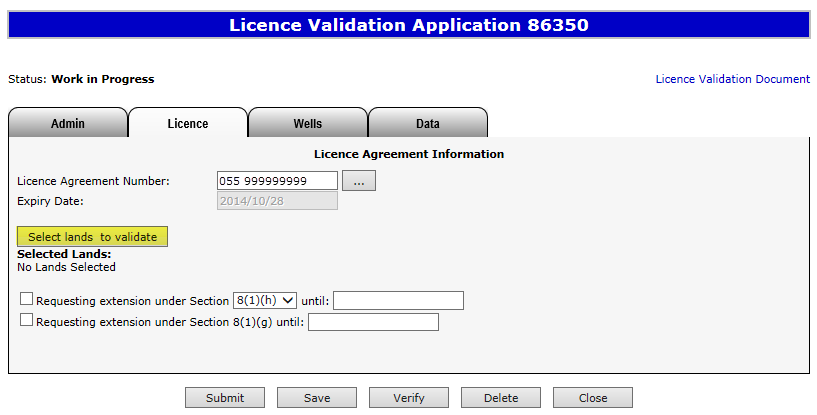 Licence Validation Application 86350
Status: Work in Progress
Licence Validation Document
Admin
Licence
Wells
Data
Licence Agreement Information
Licence Agreement Number: 055 999999999 ...
Expiry Date: 2014/10/28
Select lands to validate
Selected Lands:
No Lands Selected
Requesting extension under Section 8(1)(h) until:
Requesting extension under Section 8(1)(g) until:
Submit
Save
Verify
Delete
Close